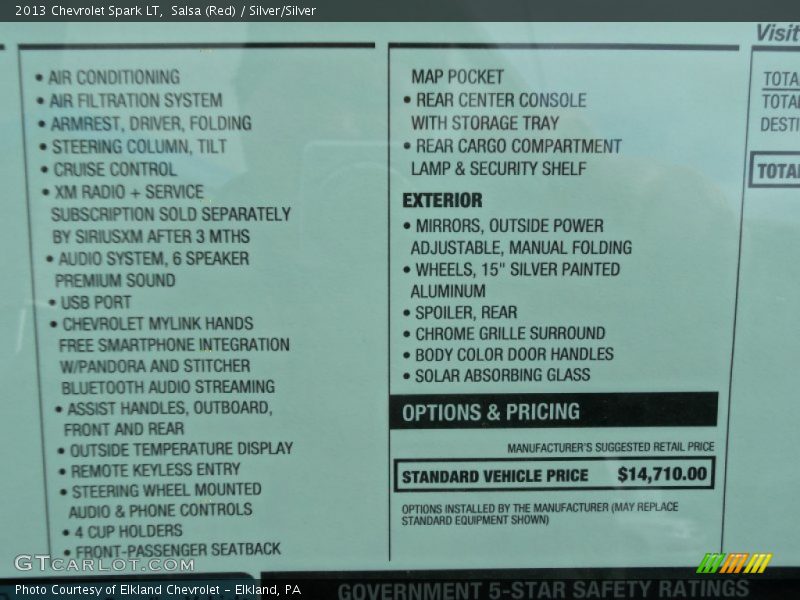 2013 Chevrolet Spark LT, Salsa (Red) / Silver/Silver
• AIR CONDITIONING
• AIR FILTRATION SYSTEM
• ARMREST, DRIVER, FOLDING
• STEERING COLUMN, TILT
• CRUISE CONTROL
• XM RADIO + SERVICE
SUBSCRIPTION SOLD SEPARATELY
BY SIRIUSXM AFTER 3 MTHS
• AUDIO SYSTEM, 6 SPEAKER
PREMIUM SOUND
• USB PORT
• CHEVROLET MYLINK HANDS
FREE SMARTPHONE INTEGRATION
W/PANDORA AND STITCHER
BLUETOOTH AUDIO STREAMING
• ASSIST HANDLES, OUTBOARD,
FRONT AND REAR
• OUTSIDE TEMPERATURE DISPLAY
• REMOTE KEYLESS ENTRY
• STEERING WHEEL MOUNTED
AUDIO & PHONE CONTROLS
• 4 CUP HOLDERS
• FRONT-PASSENGER SEATBACK
MAP POCKET
• REAR CENTER CONSOLE
WITH STORAGE TRAY
• REAR CARGO COMPARTMENT
LAMP & SECURITY SHELF
EXTERIOR
• MIRRORS, OUTSIDE POWER
ADJUSTABLE, MANUAL FOLDING
• WHEELS, 15" SILVER PAINTED
ALUMINUM
• SPOILER, REAR
• CHROME GRILLE SURROUND
• BODY COLOR DOOR HANDLES
• SOLAR ABSORBING GLASS
OPTIONS & PRICING
MANUFACTURER'S SUGGESTED RETAIL PRICE
STANDARD VEHICLE PRICE $14,710.00
OPTIONS INSTALLED BY THE MANUFACTURER (MAY REPLACE
STANDARD EQUIPMENT SHOWN)
Visit
TOTA
TOTA
DESTI
TOTA
GOVERNMENT 5-STAR SAFETY RATINGS
GTCARLOT.COM
Photo Courtesy of Elkland Chevrolet - Elkland, PA